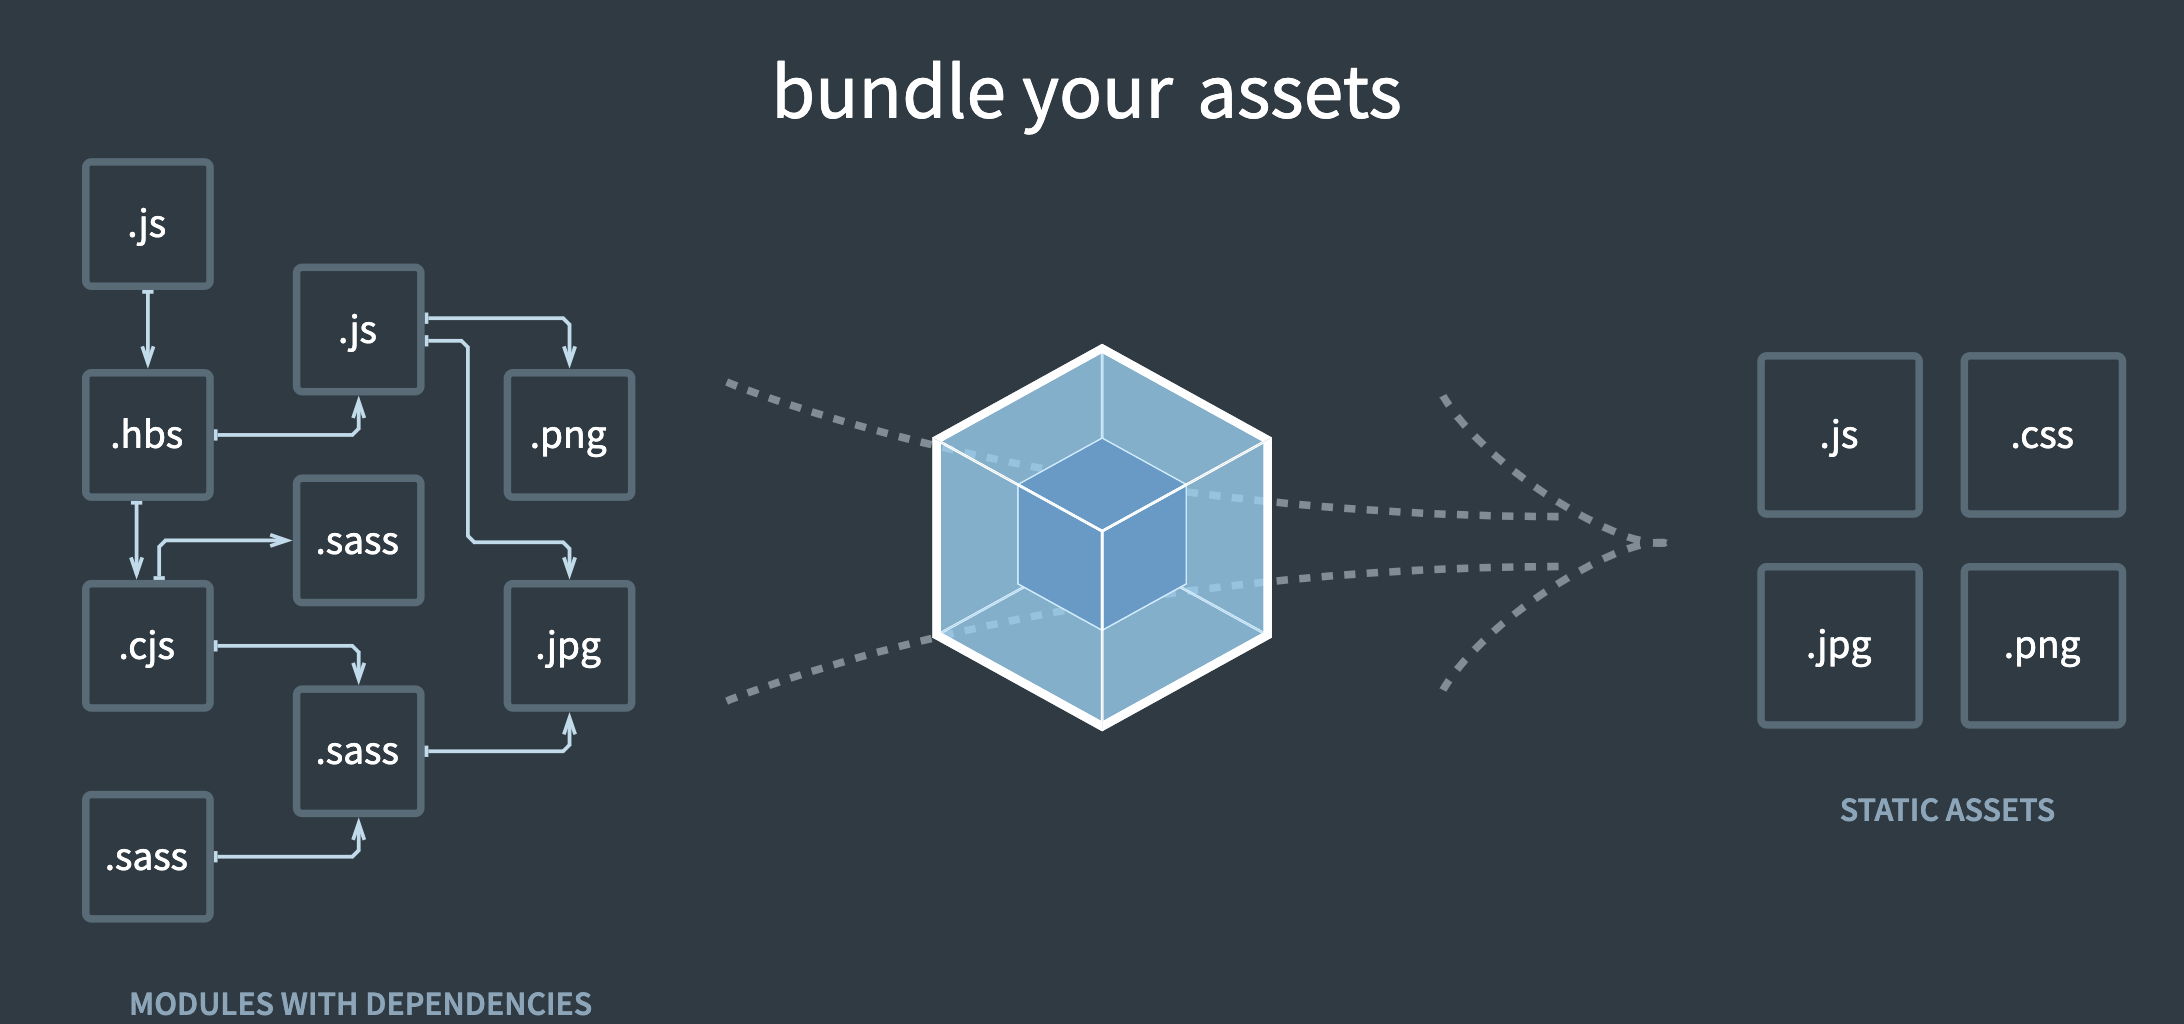 bundle your assets
.js
.js
.hbs
.png
.sass
.cjs
.jpg
.sass
.sass
MODULES WITH DEPENDENCIES
.js
.css
.jpg
.png
STATIC ASSETS